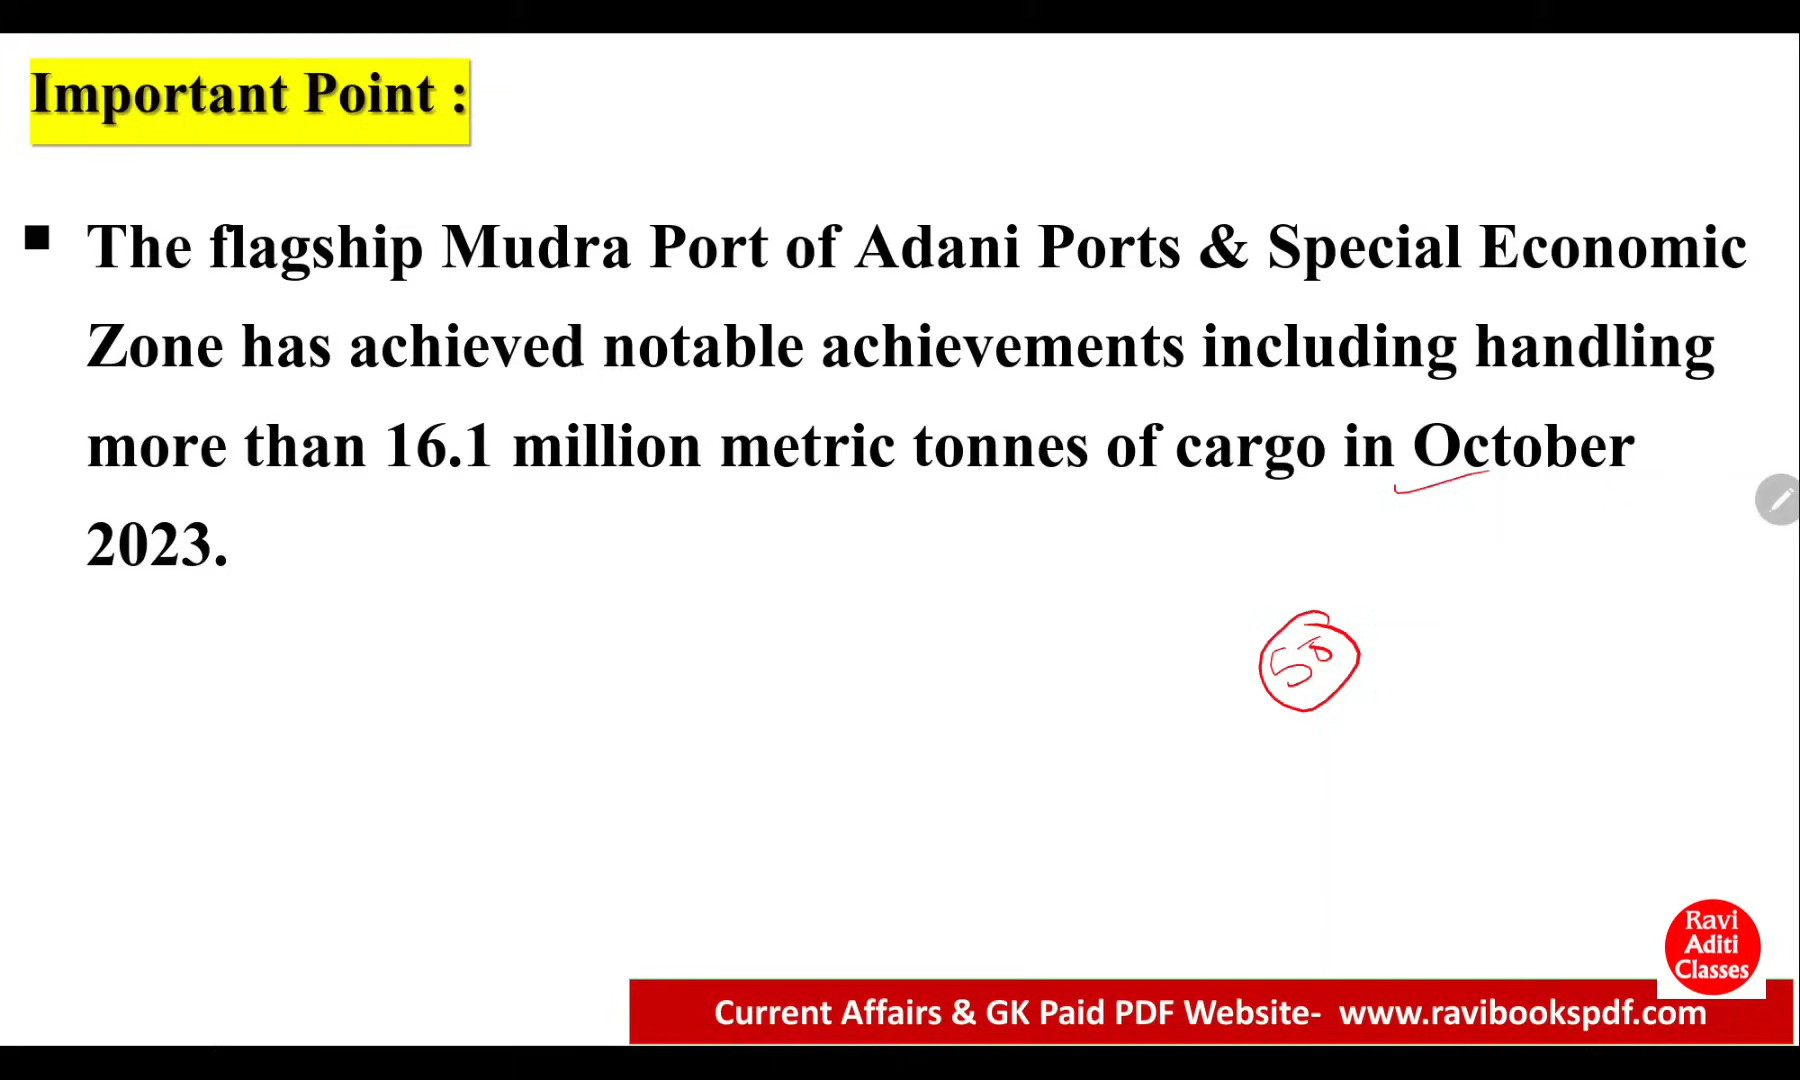 Important Point :
▪ The flagship Mudra Port of Adani Ports & Special Economic
Zone has achieved notable achievements including handling
more than 16.1 million metric tonnes of cargo in October
2023.
50
Ravi
Aditi
Classes
Current Affairs & GK Paid PDF Website- www.ravibookspdf.com